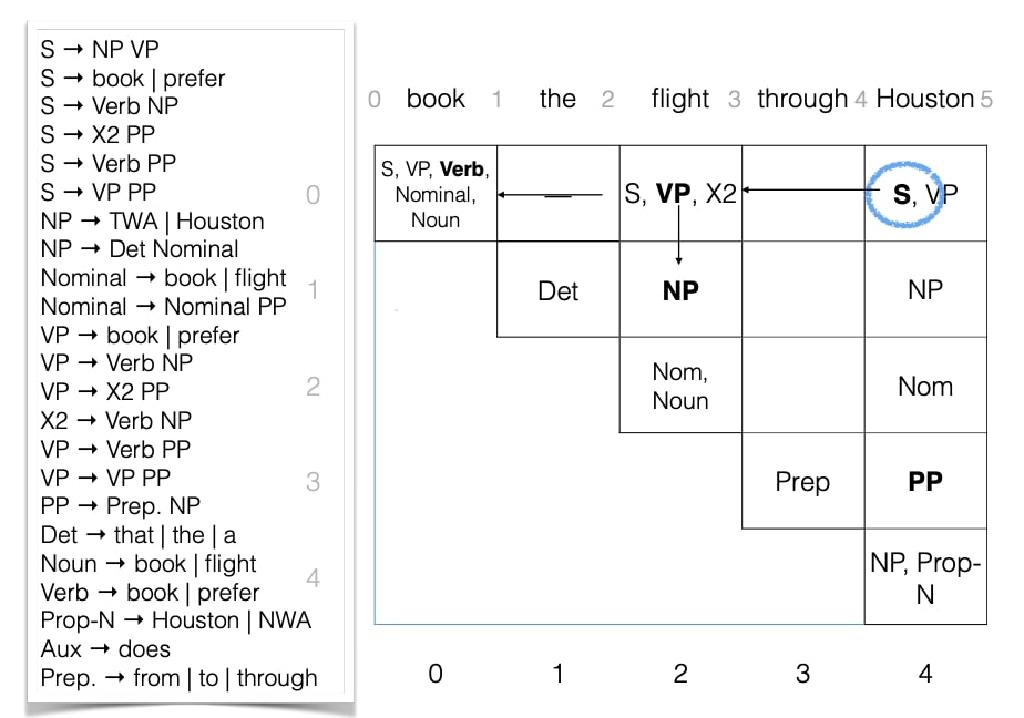 S → NP VP
S → book | prefer
S → Verb NP
S → X2 PP
S → Verb PP
S → VP PP
NP → TWA | Houston
NP → Det Nominal
Nominal → book | flight
Nominal → Nominal PP
VP → book | prefer
VP → Verb NP
VP → X2 PP
X2 → Verb NP
VP → Verb PP
VP → VP PP
PP → Prep. NP
Det → that | the | a
Noun → book | flight
Verb → book | prefer
Prop-N → Houston | NWA
Aux → does
Prep. → from | to | through
0 book 1 the 2 flight 3 through 4 Houston 5
0
S, VP, Verb,
Nominal,
Noun
S, VP, X2
S, VP
1
Det
NP
NP
2
Nom,
Noun
Nom
3
Prep
PP
4
NP, Prop-
N
0 1 2 3 4